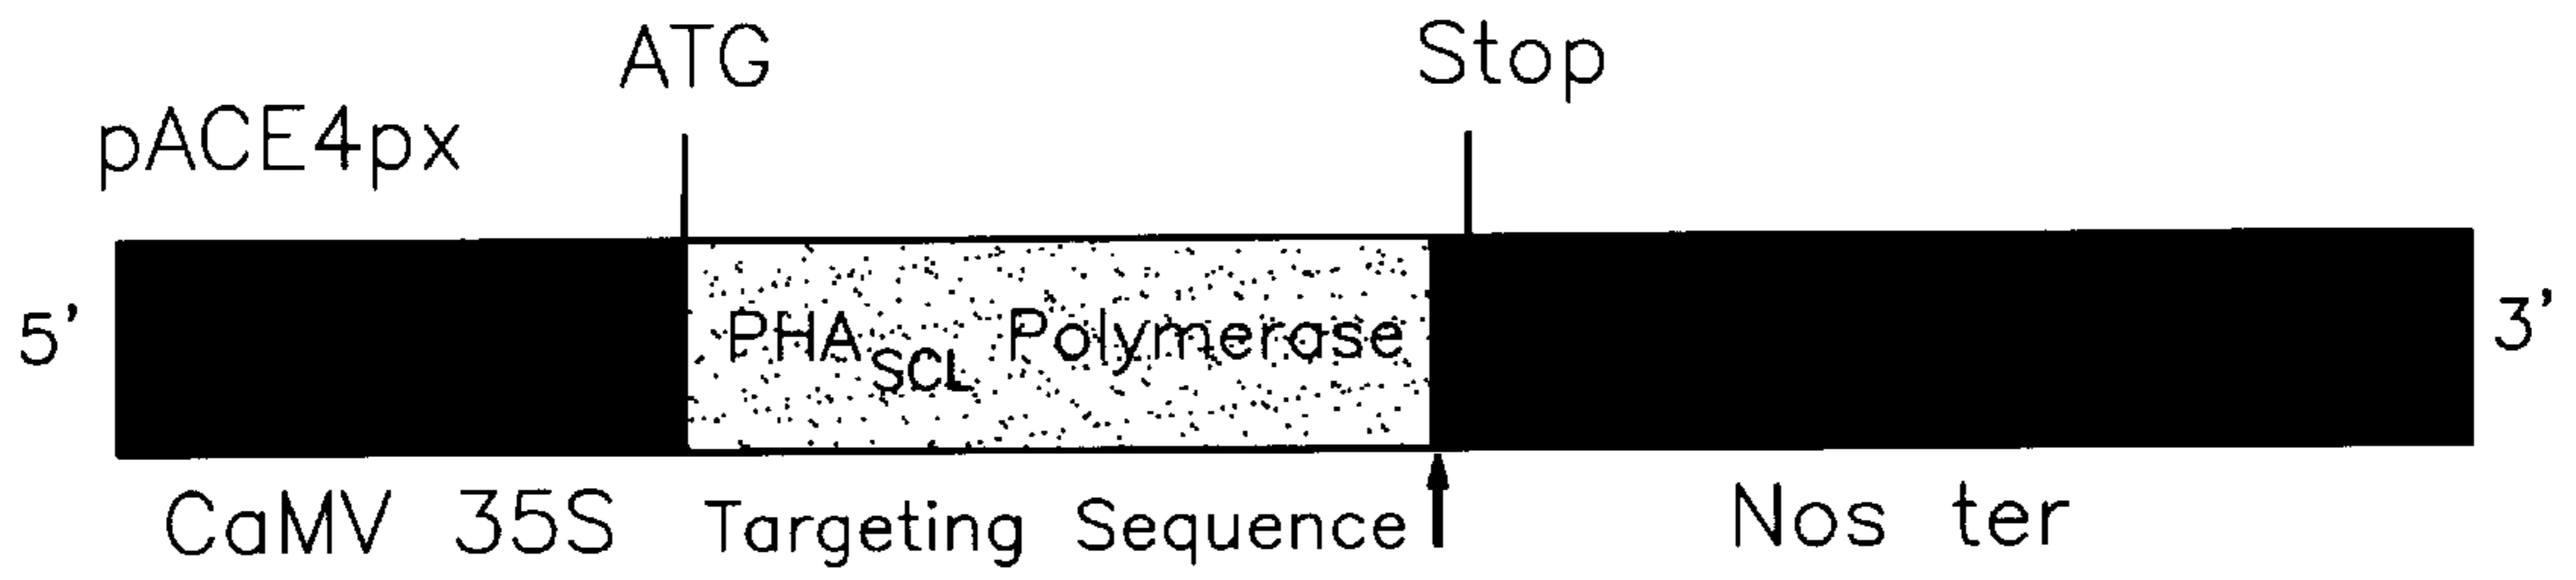 ATG Stop
pACE4px
5' PHA SCL Polymerase 3'
CaMV 35S Targeting Sequence Nos ter